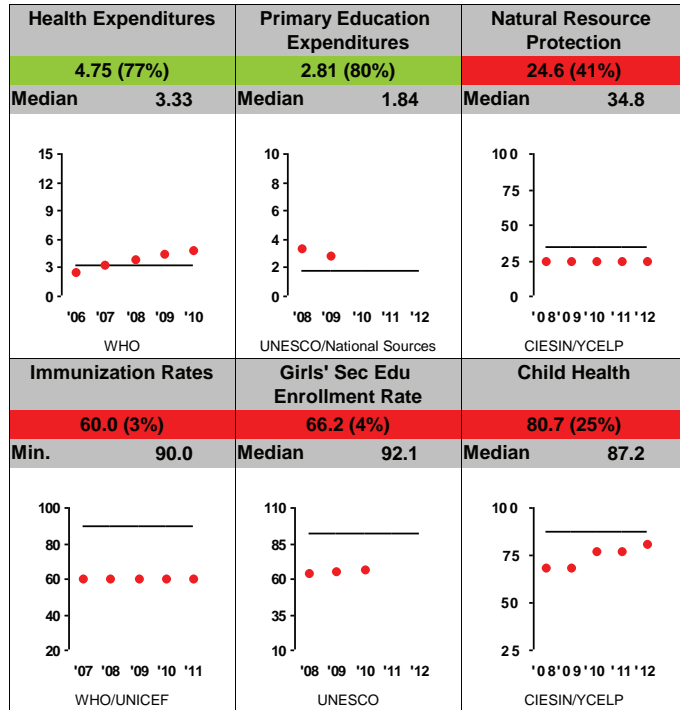 Health Expenditures
4.75 (77%)
Median 3.33
15
12
9
6
3
0
'06 '07 '08 '09 '10
WHO
Primary Education
Expenditures
2.81 (80%)
Median 1.84
10
8
6
4
2
0
'08 '09 '10 '11 '12
UNESCO/National Sources
Natural Resource
Protection
24.6 (41%)
Median 34.8
100
75
50
25
0
'08 '09 '10 '11 '12
CIESIN/YCELP
Immunization Rates
60.0 (3%)
Min. 90.0
100
80
60
40
20
'07 '08 '09 '10 '11
WHO/UNICEF
Girls' Sec Edu
Enrollment Rate
66.2 (4%)
Median 92.1
110
85
60
35
10
'08 '09 '10 '11 '12
UNESCO
Child Health
80.7 (25%)
Median 87.2
100
75
50
25
'08 '09 '10 '11 '12
CIESIN/YCELP